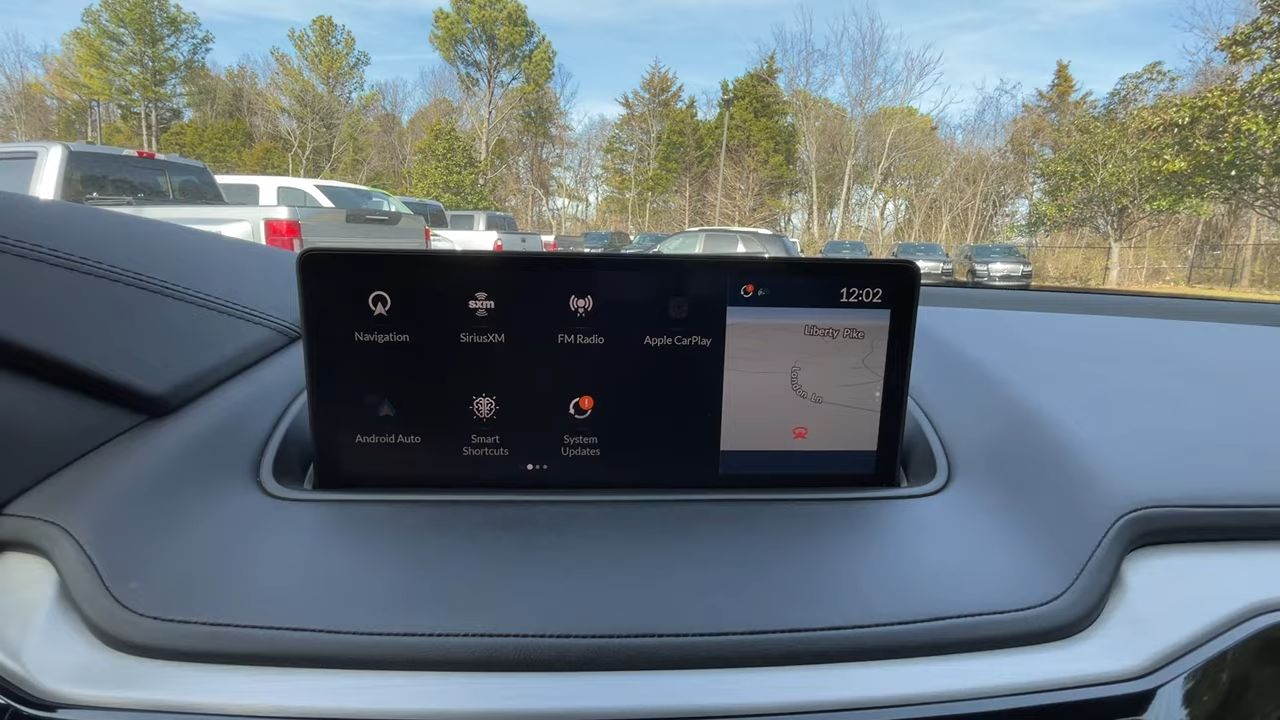 12:02
sxm
Navigation
SiriusXM
FM Radio
Apple CarPlay
Liberty Pike
London Ln
!
Android Auto
Smart
Shortcuts
System
Updates